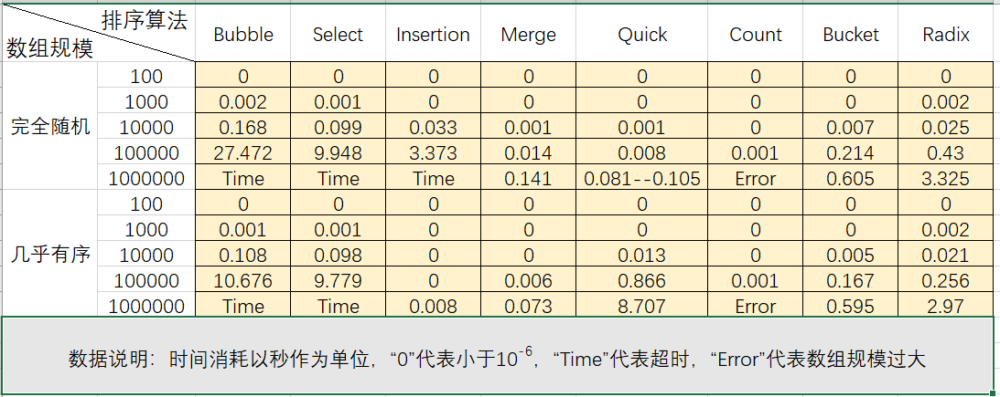 排序算法 Bubble Select Insertion Merge Quick Count Bucket Radix
数组规模
完全随机
100 0 0 0 0 0 0 0 0
1000 0.002 0.001 0 0 0 0 0 0.002
10000 0.168 0.099 0.033 0.001 0.001 0 0.007 0.025
100000 27.472 9.948 3.373 0.014 0.008 0.001 0.214 0.43
1000000 Time Time Time 0.141 0.081--0.105 Error 0.605 3.325
几乎有序
100 0 0 0 0 0 0 0 0
1000 0.001 0.001 0 0 0 0 0 0.002
10000 0.108 0.098 0 0 0.013 0 0.005 0.021
100000 10.676 9.779 0 0.006 0.866 0.001 0.167 0.256
1000000 Time Time 0.008 0.073 8.707 Error 0.595 2.97
数据说明：时间消耗以秒作为单位，“0”代表小于10⁻⁶，“Time”代表超时，“Error”代表数组规模过大